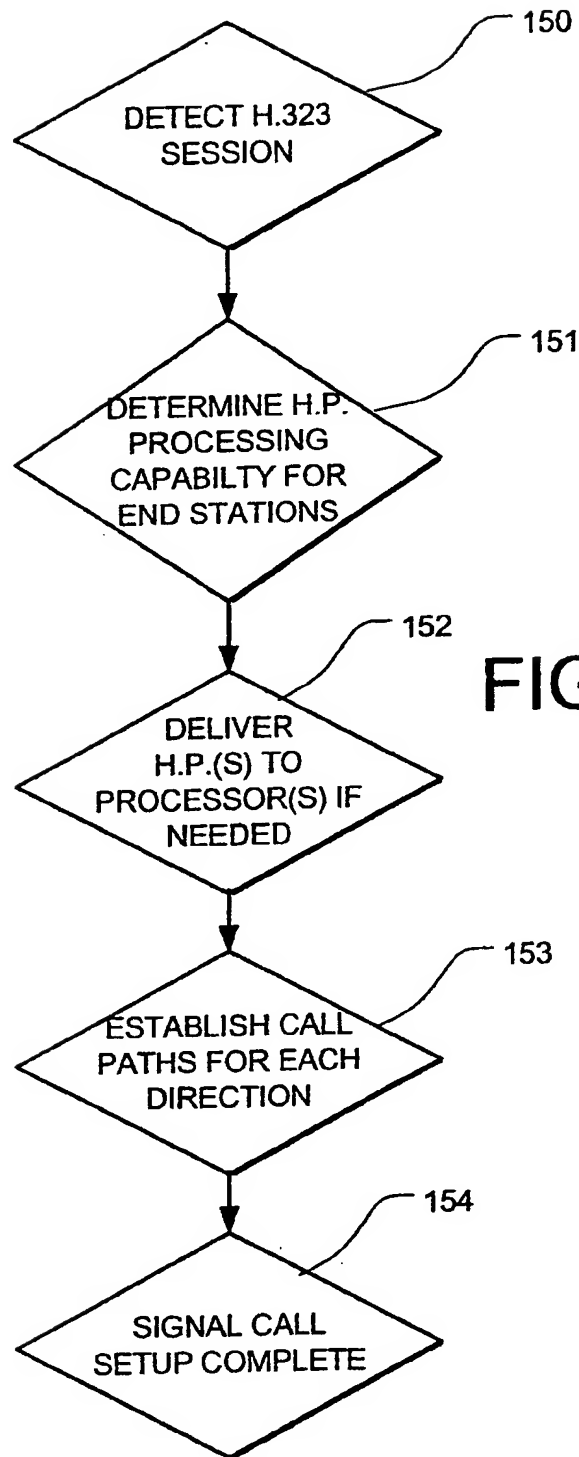 150
DETECT H.323
SESSION
151
DETERMINE H.P.
PROCESSING
CAPABILTY FOR
END STATIONS
152
FIG
DELIVER
H.P.(S) TO
PROCESSOR(S) IF
NEEDED
153
ESTABLISH CALL
PATHS FOR EACH
DIRECTION
154
SIGNAL CALL
SETUP COMPLETE